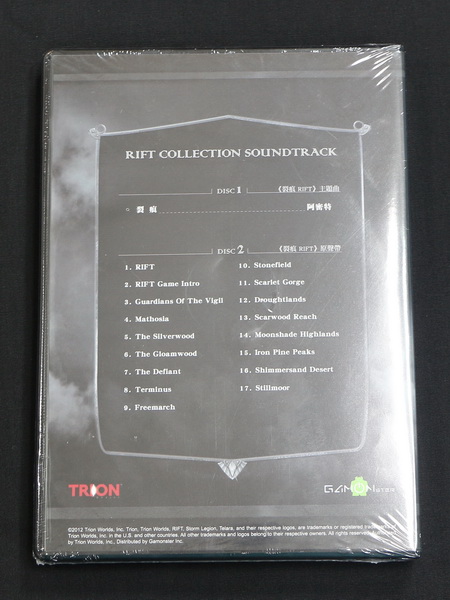 RIFT COLLECTION SOUNDTRACK
DISC 1 《裂痕 RIFT》主題曲
裂痕 阿密特
DISC 2 《裂痕 RIFT》原聲帶
1. RIFT
2. RIFT Game Intro
3. Guardians Of The Vigil
4. Mathosia
5. The Silverwood
6. The Gloamwood
7. The Defiant
8. Terminus
9. Freemarch
10. Stonefield
11. Scarlet Gorge
12. Droughtlands
13. Scarwood Reach
14. Moonshade Highlands
15. Iron Pine Peaks
16. Shimmersand Desert
17. Stillmoor
TRION
GAMONSTER
©2012 Trion Worlds, Inc. Trion, Trion Worlds, RIFT, Storm Legion, Telara, and their respective logos, are trademarks or registered trademarks of
Trion Worlds, Inc. in the U.S. and other countries. All other trademarks and logos belong to their respective owners. All rights reserved.
by Trion Worlds, Inc., Distributed by Gamonster Inc.